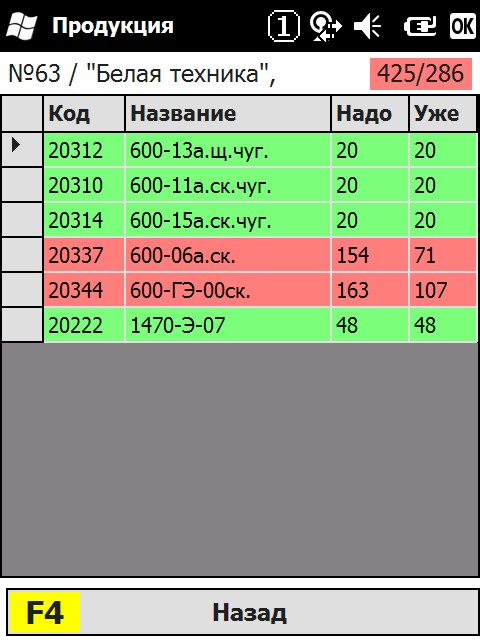 Продукция 1 OK
№63 / "Белая техника", 425/286
Код Название Надо Уже
20312 600-13а.щ.чуг. 20 20
20310 600-11а.ск.чуг. 20 20
20314 600-15а.ск.чуг. 20 20
20337 600-06а.ск. 154 71
20344 600-ГЭ-00ск. 163 107
20222 1470-Э-07 48 48
F4 Назад